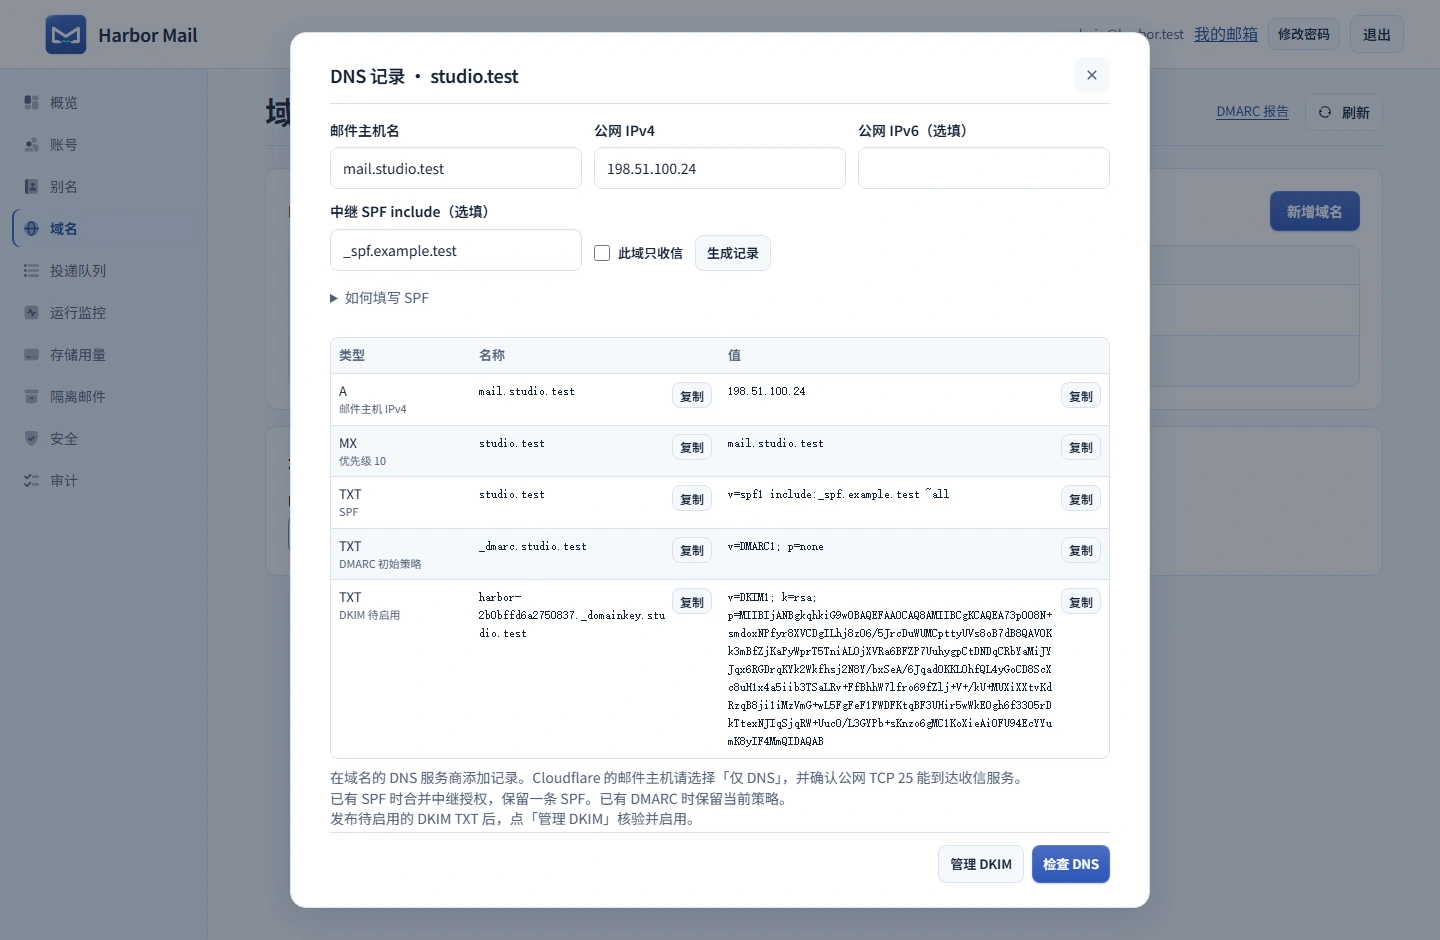 Harbor Mail
我的邮箱
修改密码
退出
概览
账号
别名
域名
投递队列
运行监控
存储用量
隔离邮件
安全
审计
DMARC 报告
刷新
新增域名
DNS 记录 · studio.test
×
邮件主机名
公网 IPv4
公网 IPv6（选填）
mail.studio.test
198.51.100.24
中继 SPF include（选填）
_spf.example.test
此域只收信
生成记录
如何填写 SPF
类型 名称 值
A mail.studio.test 复制 198.51.100.24 复制
邮件主机 IPv4
MX studio.test 复制 mail.studio.test 复制
优先级 10
TXT studio.test 复制 v=spf1 include:_spf.example.test ~all 复制
SPF
TXT _dmarc.studio.test 复制 v=DMARC1; p=none 复制
DMARC 初始策略
TXT
DKIM 待启用
harbor-
2b0bffd6a2750837._domainkey.stu
dio.test
复制
v=DKIM1; k=rsa;
复制
在域名的 DNS 服务商添加记录。Cloudflare 的邮件主机请选择「仅 DNS」，并确认公网 TCP 25 能到达收信服务。
已有 SPF 时合并中继授权，保留一条 SPF。已有 DMARC 时保留当前策略。
发布待启用的 DKIM TXT 后，点「管理 DKIM」核验并启用。
管理 DKIM
检查 DNS